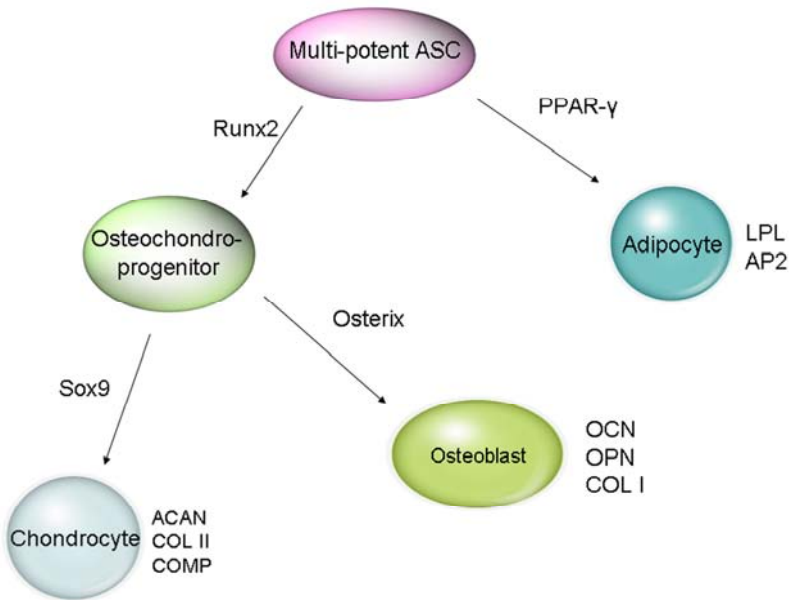 Multi-potent ASC
Runx2
PPAR-γ
Osteochondro-
progenitor
Adipocyte
LPL
AP2
Osterix
Sox9
Osteoblast
OCN
OPN
COL I
Chondrocyte
ACAN
COL II
COMP